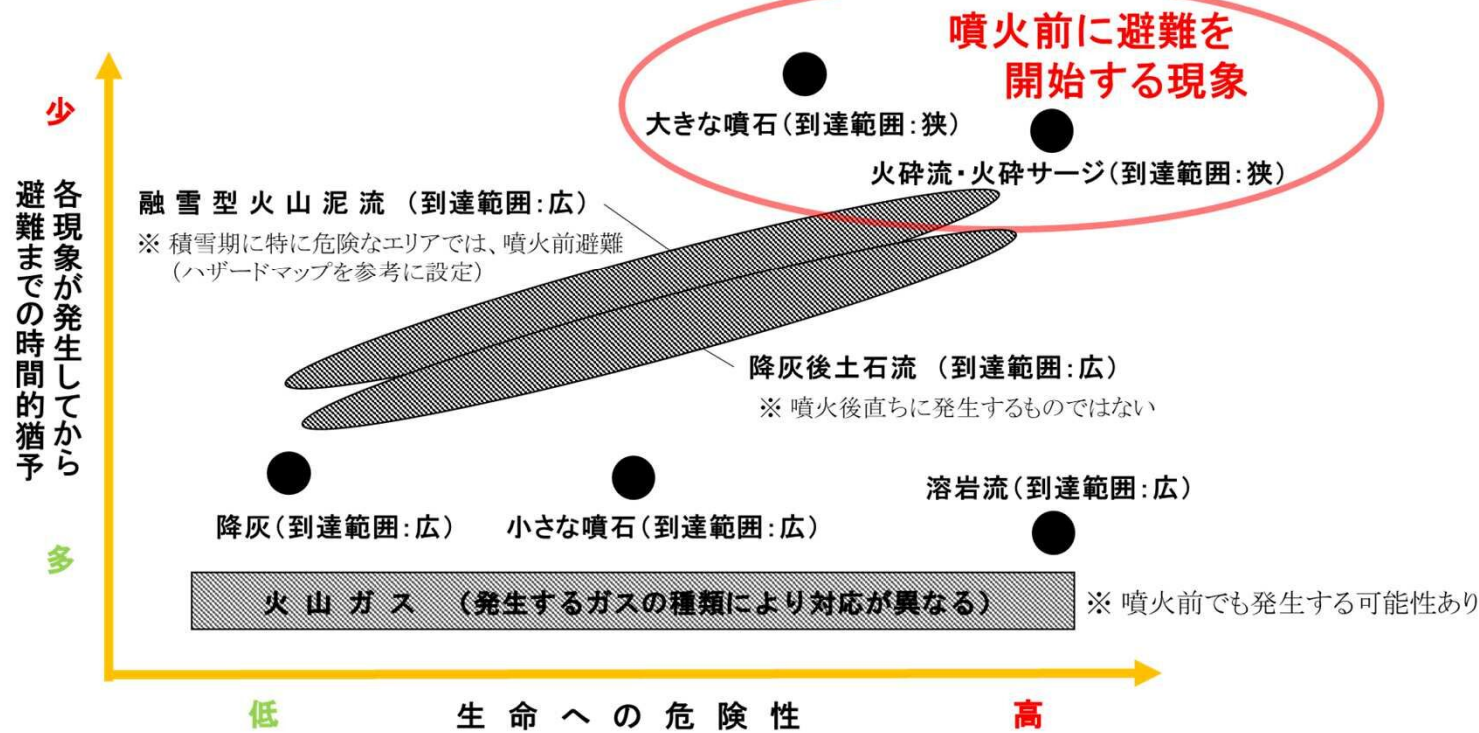 噴火前に避難を
開始する現象
大きな噴石(到達範囲:狭)
火砕流・火砕サージ(到達範囲:狭)
少
各現象が発生してから
避難までの時間的猶予
多
融雪型火山泥流 (到達範囲:広)
※ 積雪期に特に危険なエリアでは、噴火前避難
(ハザードマップを参考に設定)
降灰後土石流 (到達範囲:広)
※ 噴火後直ちに発生するものではない
降灰(到達範囲:広)
小さな噴石(到達範囲:広)
溶岩流(到達範囲:広)
火山ガス (発生するガスの種類により対応が異なる)
※ 噴火前でも発生する可能性あり
低
生命への危険性
高